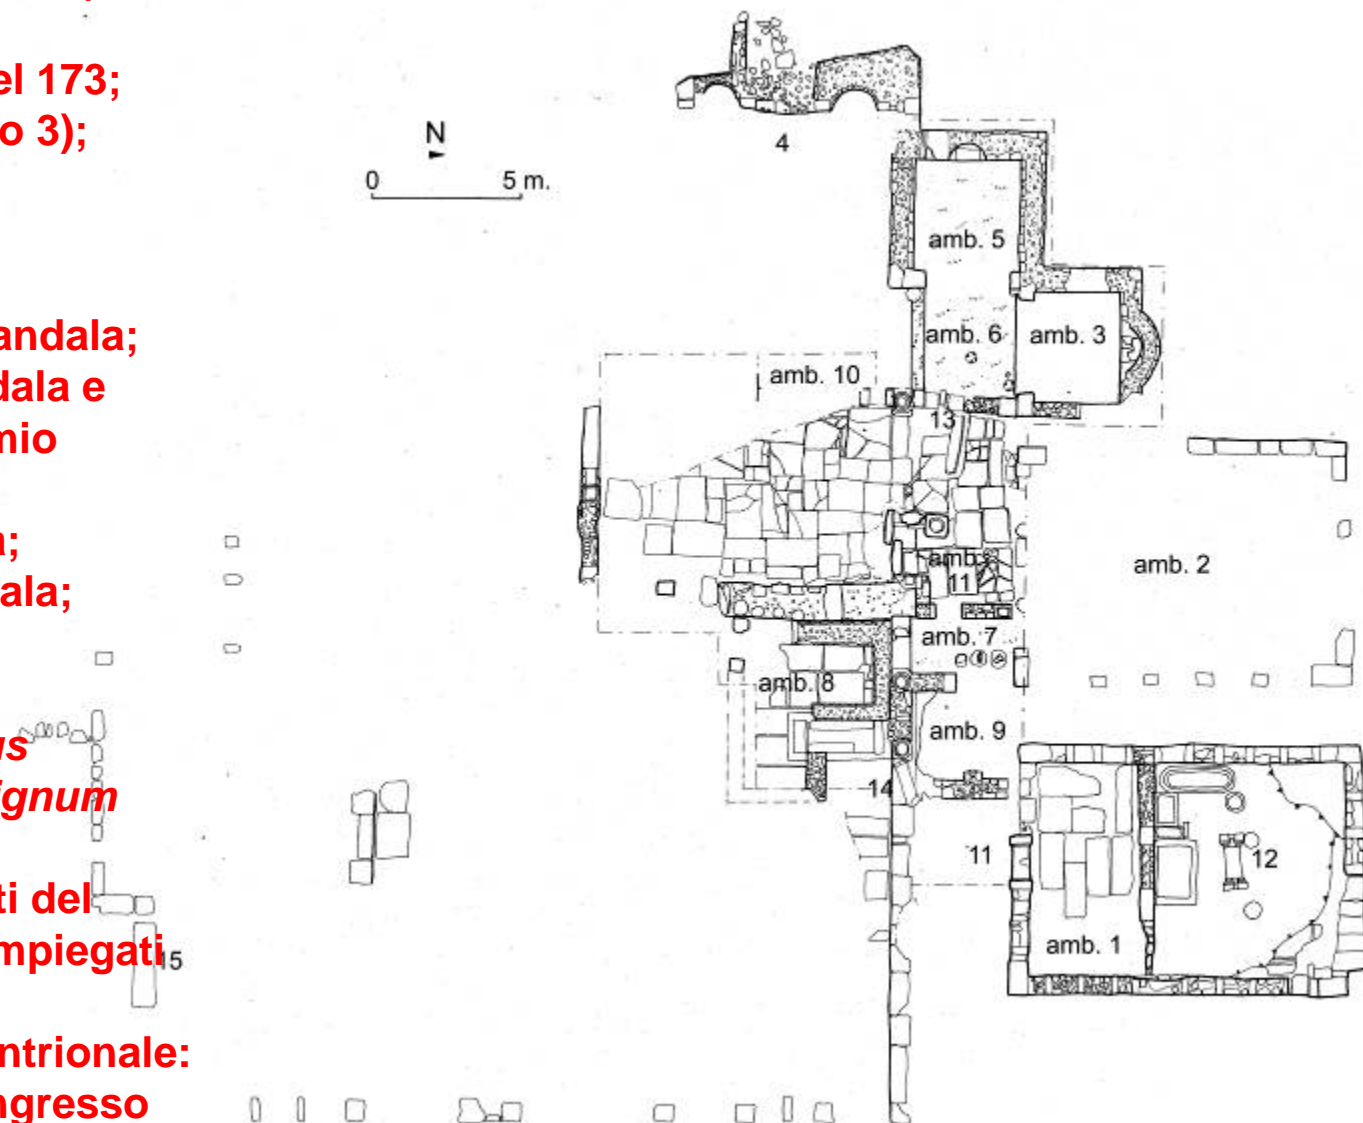 el 173;
o 3);
andala;
dala e
mio
a;
ala;
us
ignum
ti del
mpiegati
ntrionale:
ngresso
N
0 5 m.
4
amb. 5
amb. 6
amb. 3
amb. 10
13
amb.
11
amb. 2
amb. 7
amb. 8
amb. 9
14
11
12
amb. 1
15